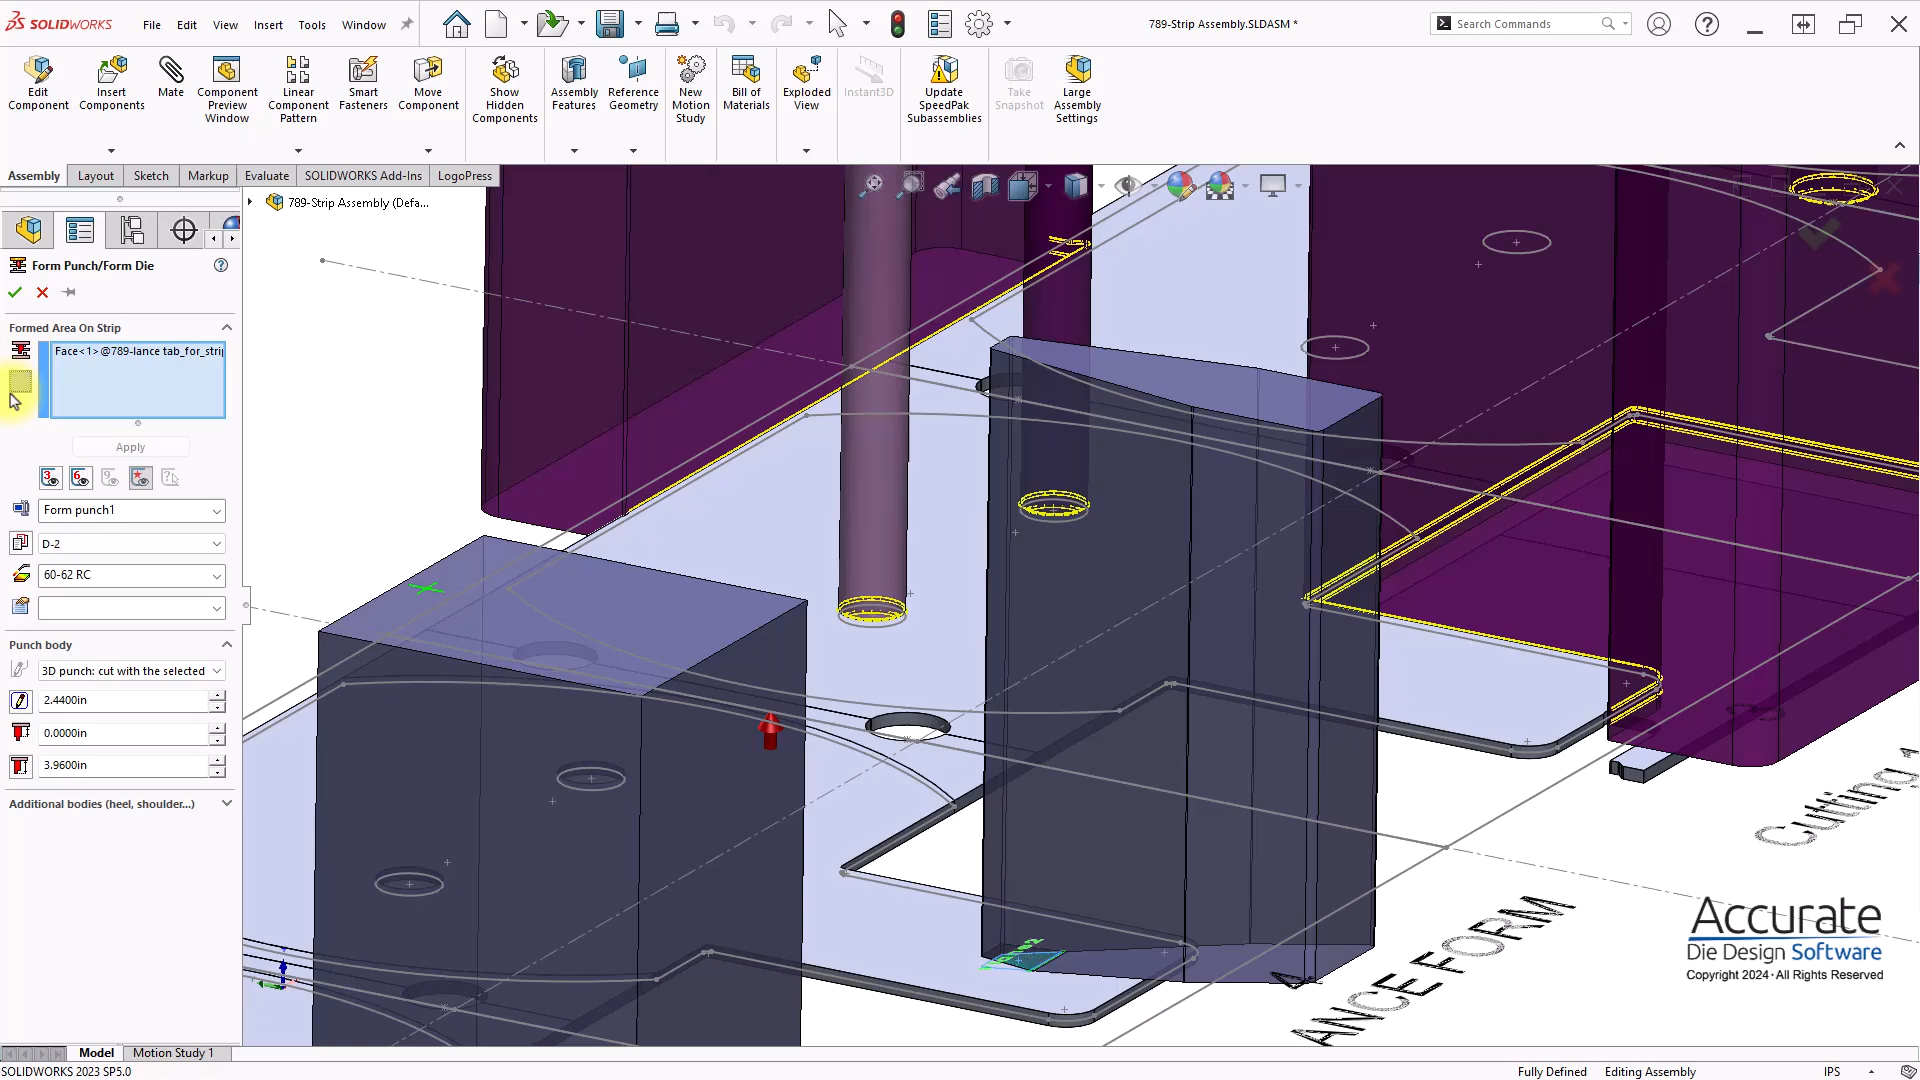 SOLIDWORKS
File Edit View Insert Tools Window
789-Strip Assembly.SLDASM *
Search Commands
Edit Component
Insert Components
Mate
Component Preview Window
Linear Component Pattern
Smart Fasteners
Move Component
Show Hidden Components
Assembly Features
Reference Geometry
New Motion Study
Bill of Materials
Exploded View
Instant3D
Update SpeedPak Subassemblies
Take Snapshot
Large Assembly Settings
Assembly Layout Sketch Markup Evaluate SOLIDWORKS Add-Ins LogoPress
789-Strip Assembly (Defa...
Form Punch/Form Die
Formed Area On Strip
Face<1>@789-lance tab_for_stri
Apply
Form punch1
D-2
60-62 RC
Punch body
3D punch: cut with the selected
2.4400in
0.0000in
3.9600in
Additional bodies (heel, shoulder...)
Cutting
ANCE FORM
Accurate
Die Design Software
Copyright 2024 · All Rights Reserved
Model Motion Study 1
SOLIDWORKS 2023 SP5.0
Fully Defined Editing Assembly IPS